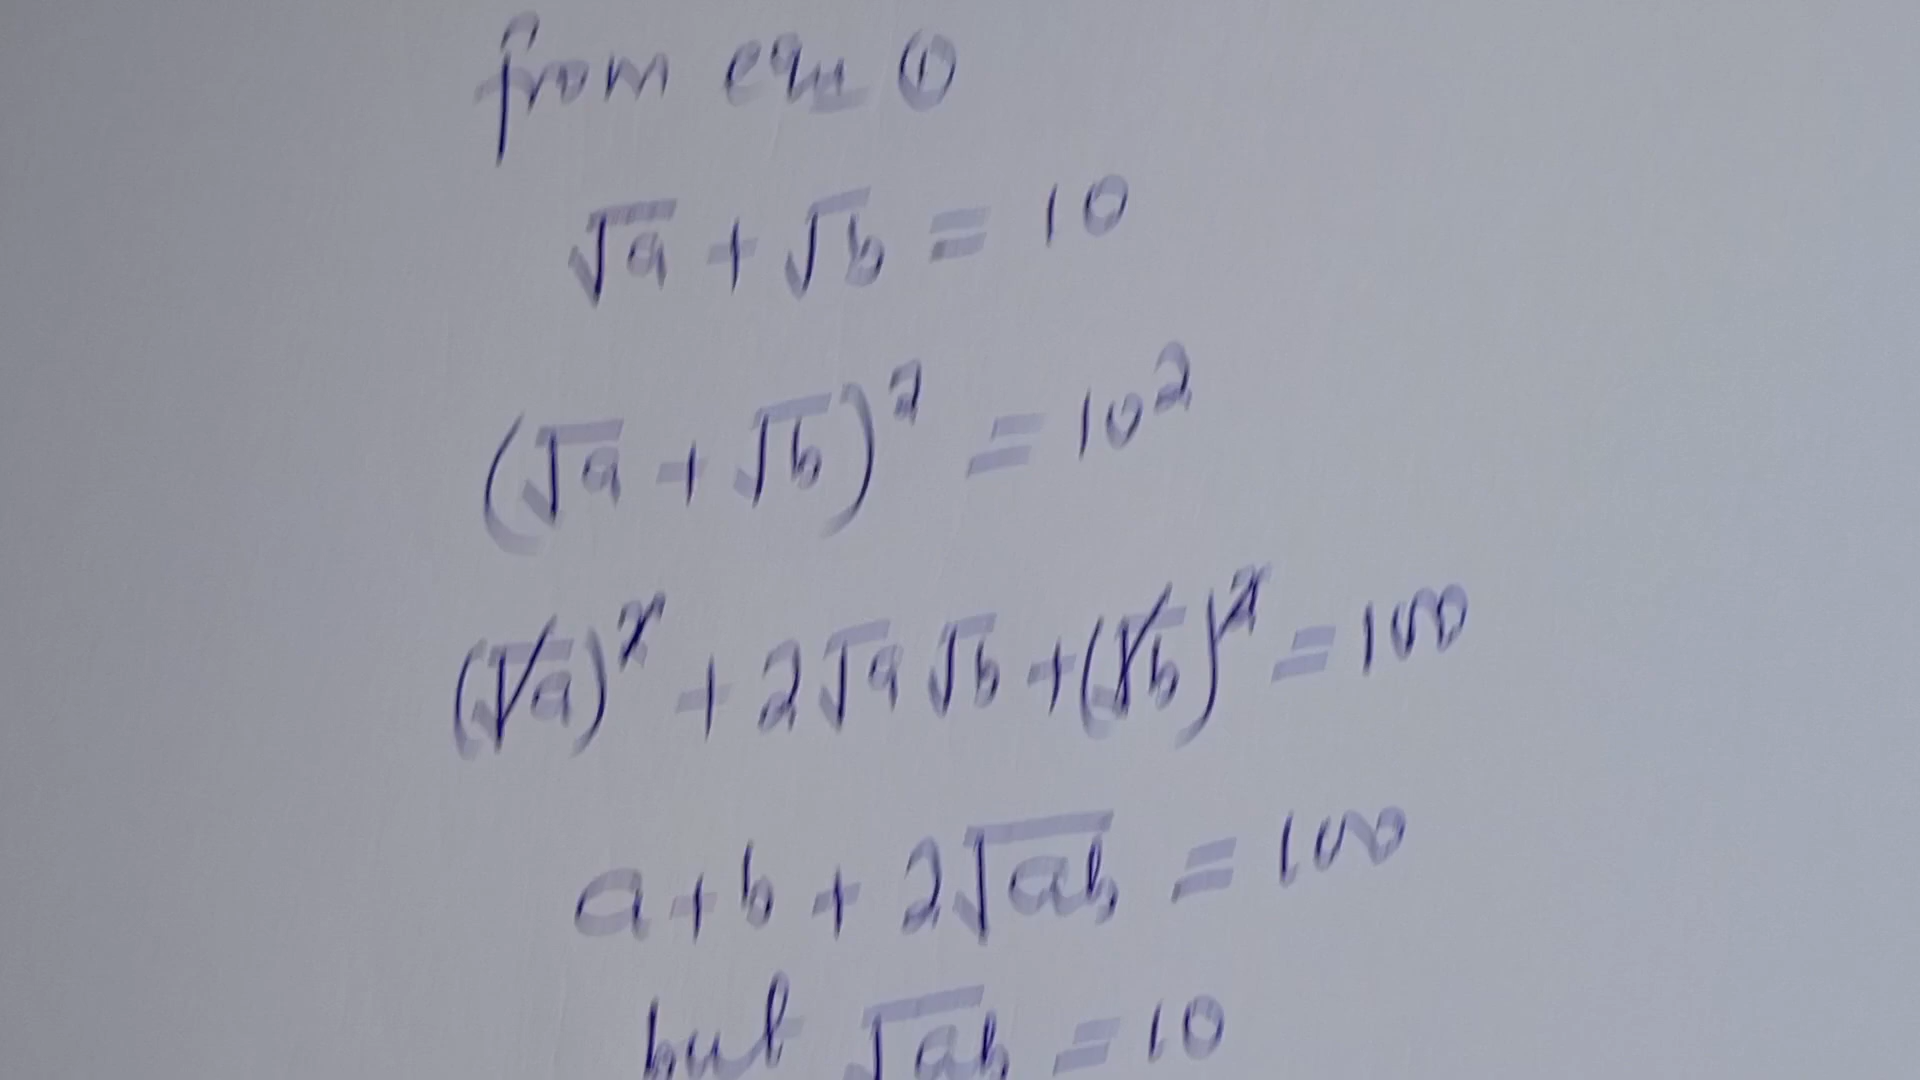 from eqn ①
√a + √b = 10
(√a + √b)² = 10²
(√a)² + 2√a √b + (√b)² = 100
a + b + 2√ab = 100
but √ab = 10